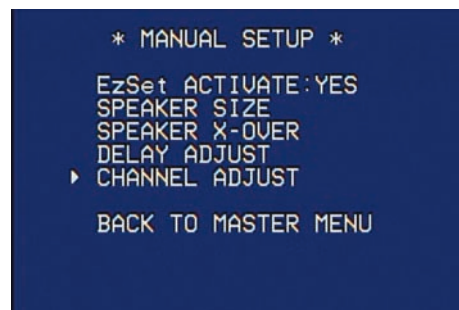 * MANUAL SETUP *
EzSet ACTIVATE:YES
SPEAKER SIZE
SPEAKER X-OVER
DELAY ADJUST
CHANNEL ADJUST
BACK TO MASTER MENU